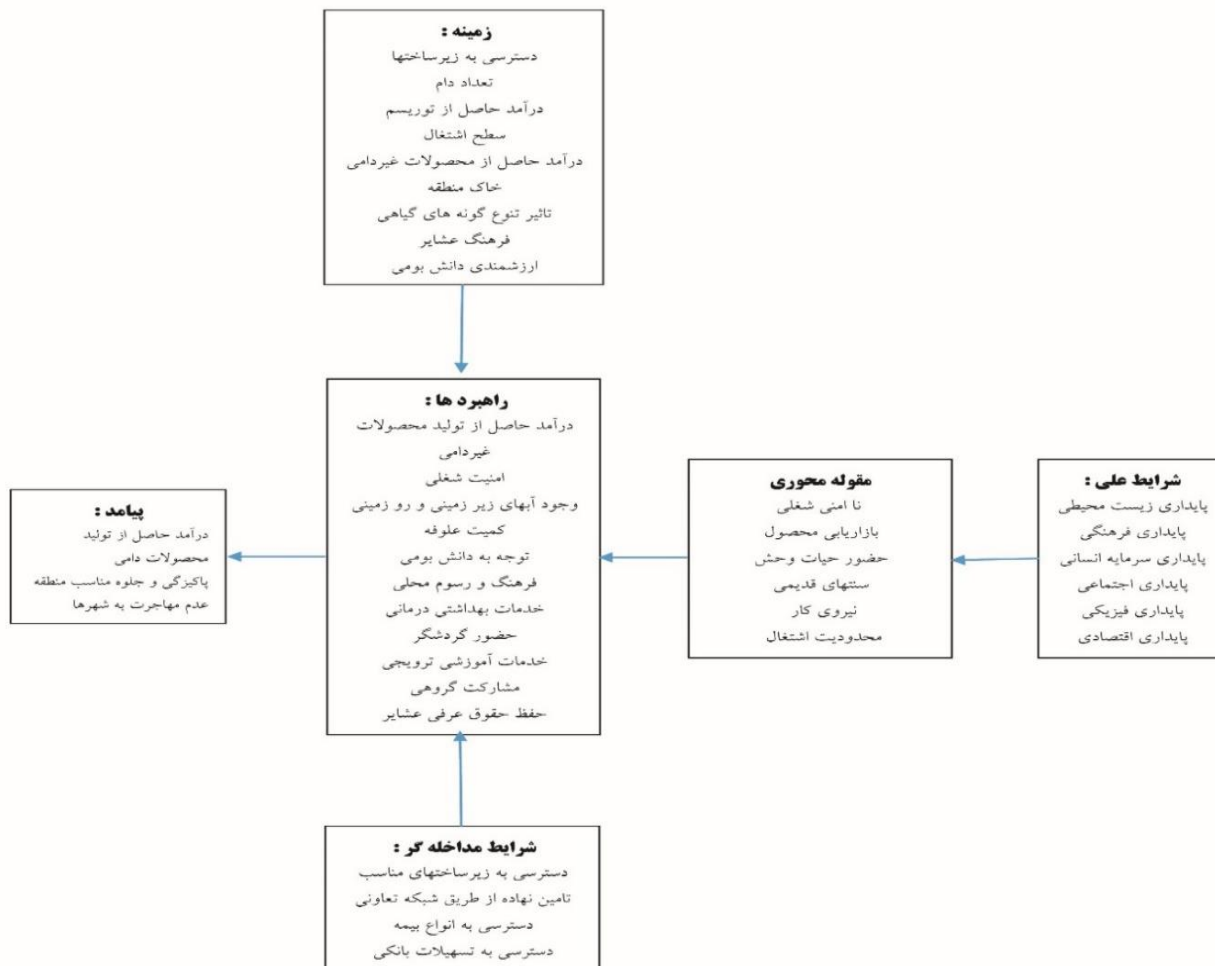 زمینه :
دسترسی به زیرساختها
تعداد دام
درآمد حاصل از توریسم
سطح اشتغال
درآمد حاصل از محصولات غیردامی
خاک منطقه
تاثیر تنوع گونه های گیاهی
فرهنگ عشایر
ارزشمندی دانش بومی
شرایط علی :
پایداری زیست محیطی
پایداری فرهنگی
پایداری سرمایه انسانی
پایداری اجتماعی
پایداری فیزیکی
پایداری اقتصادی
مقوله محوری
نا امنی شغلی
بازاریابی محصول
حضور حیات وحش
سنتهای قدیمی
نیروی کار
محدودیت اشتغال
راهبرد ها :
درآمد حاصل از تولید محصولات
غیردامی
امنیت شغلی
وجود آبهای زیر زمینی و رو زمینی
کمیت علوفه
توجه به دانش بومی
فرهنگ و رسوم محلی
خدمات بهداشتی درمانی
حضور گردشگر
خدمات آموزشی ترویجی
مشارکت گروهی
حفظ حقوق عرفی عشایر
پیامد :
درآمد حاصل از تولید
محصولات دامی
پاکیزگی و جلوه مناسب منطقه
عدم مهاجرت به شهرها
شرایط مداخله گر :
دسترسی به زیرساختهای مناسب
تامین نهاده از طریق شبکه تعاونی
دسترسی به انواع بیمه
دسترسی به تسهیلات بانکی